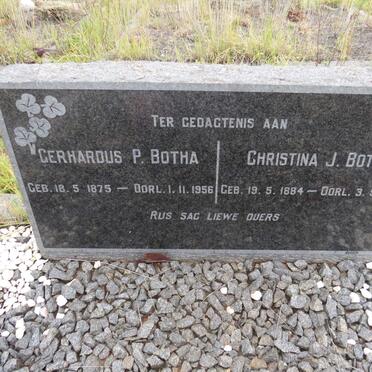 TER GEDAGTENIS AAN
GERHARDUS P. BOTHA
GEB. 18. 5. 1875 — OORL. 1. 11. 1956
CHRISTINA J. BOT
GEB. 19. 5. 1884 — OORL. 3.
RUS SAG LIEWE OUERS